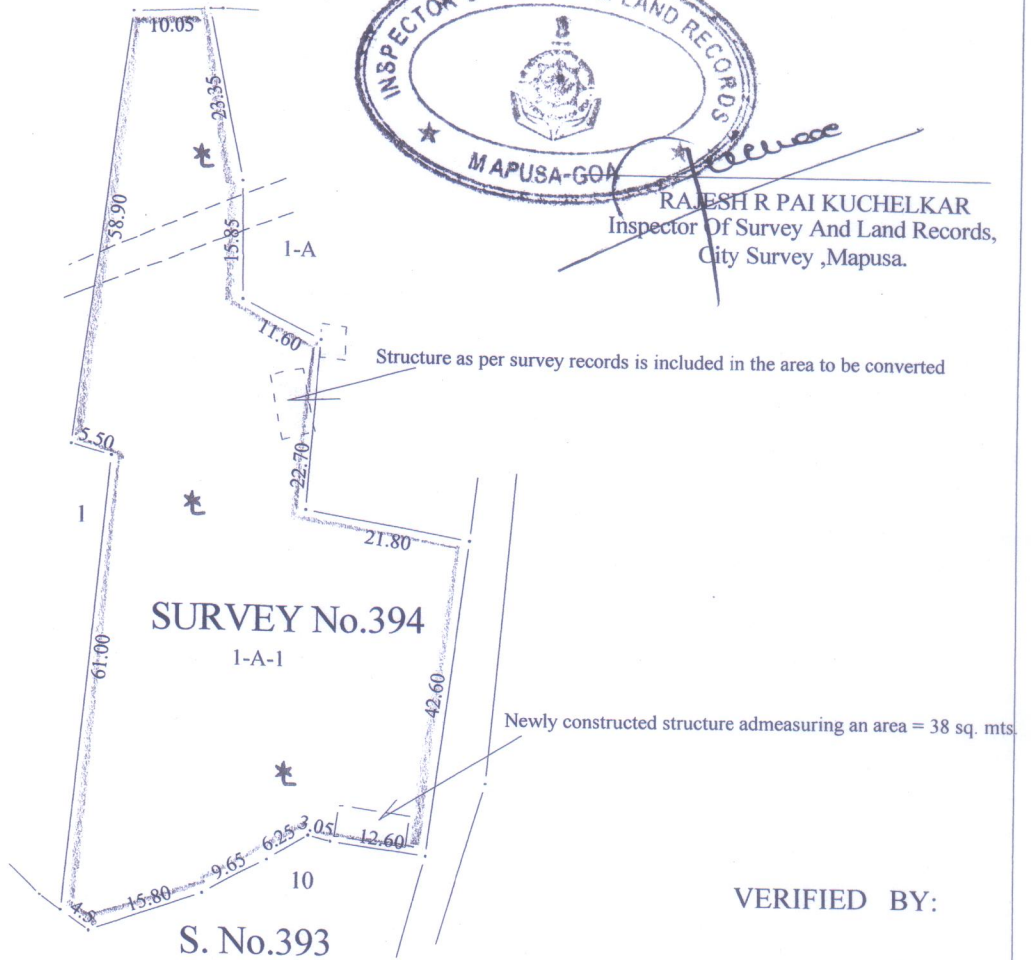 10.05
INSPECTOR
LAND RECORDS
MAPUSA-GOA
23.35
58.90
15.85
1-A
RAJESH R PAI KUCHELKAR
Inspector Of Survey And Land Records,
City Survey ,Mapusa.
11.60
Structure as per survey records is included in the area to be converted
5.50
22.70
1
21.80
SURVEY No.394
1-A-1
61.00
42.60
Newly constructed structure admeasuring an area = 38 sq. mts.
3.05
12.60
6.25
9.65
10
15.80
VERIFIED BY:
S. No.393